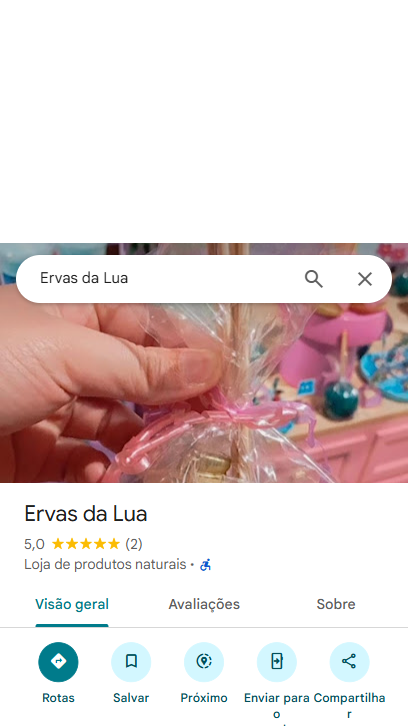 Ervas da Lua
Ervas da Lua
5,0 (2)
Loja de produtos naturais ·
Visão geral Avaliações Sobre
Rotas Salvar Próximo Enviar para Compartilha
o r